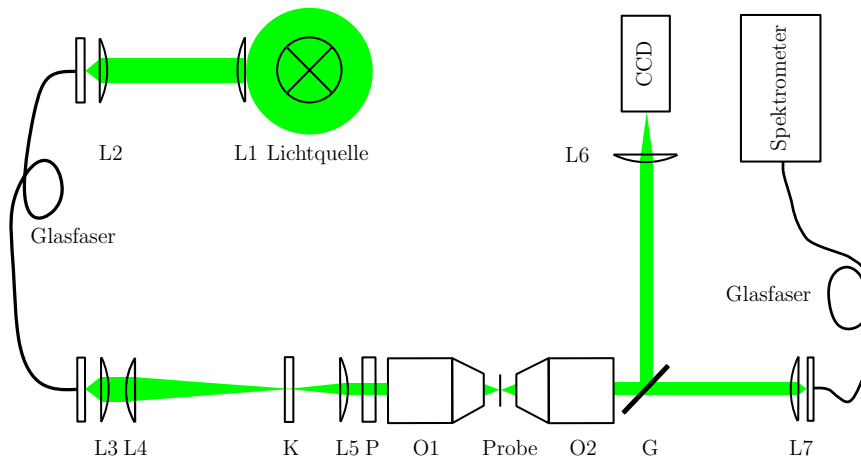 CCD
Spektrometer
L2
L1
Lichtquelle
L6
Glasfaser
Glasfaser
L3
L4
K
L5
P
O1
Probe
O2
G
L7